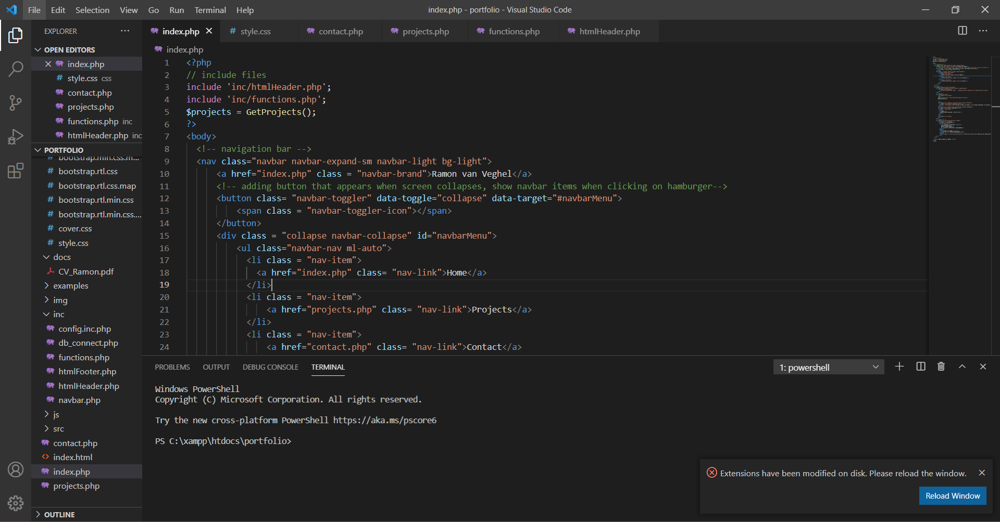 File Edit Selection View Go Run Terminal Help
index.php - portfolio - Visual Studio Code
EXPLORER
OPEN EDITORS
index.php
style.css css
contact.php
projects.php
functions.php inc
htmlHeader.php inc
PORTFOLIO
bootstrap.min.css.m...
bootstrap.rtl.css
bootstrap.rtl.css.map
bootstrap.rtl.min.css
bootstrap.rtl.min.css....
cover.css
style.css
docs
CV_Ramon.pdf
examples
img
inc
config.inc.php
db_connect.php
functions.php
htmlFooter.php
htmlHeader.php
navbar.php
js
src
contact.php
index.html
index.php
projects.php
OUTLINE
index.php style.css contact.php projects.php functions.php htmlHeader.php
index.php
1 <?php
2 // include files
3 include 'inc/htmlHeader.php';
4 include 'inc/functions.php';
5 $projects = GetProjects();
6 ?>
7 <body>
8 <!-- navigation bar -->
9 <nav class="navbar navbar-expand-sm navbar-light bg-light">
10 <a href="index.php" class = "navbar-brand">Ramon van Veghel</a>
11 <!-- adding button that appears when screen collapses, show navbar items when clicking on hamburger-->
12 <button class= "navbar-toggler" data-toggle="collapse" data-target="#navbarMenu">
13 <span class = "navbar-toggler-icon"></span>
14 </button>
15 <div class = "collapse navbar-collapse" id="navbarMenu">
16 <ul class="navbar-nav ml-auto">
17 <li class = "nav-item">
18 <a href="index.php" class= "nav-link">Home</a>
19 </li>
20 <li class = "nav-item">
21 <a href="projects.php" class= "nav-link">Projects</a>
22 </li>
23 <li class = "nav-item">
24 <a href="contact.php" class= "nav-link">Contact</a>
PROBLEMS OUTPUT DEBUG CONSOLE TERMINAL
1: powershell
Windows PowerShell
Copyright (C) Microsoft Corporation. All rights reserved.
Try the new cross-platform PowerShell https://aka.ms/pscore6
PS C:\xampp\htdocs\portfolio>
Extensions have been modified on disk. Please reload the window.
Reload Window